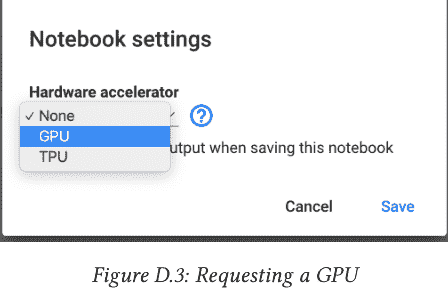 Notebook settings
Hardware accelerator
✓ None
GPU
TPU
utput when saving this notebook
Cancel Save
Figure D.3: Requesting a GPU